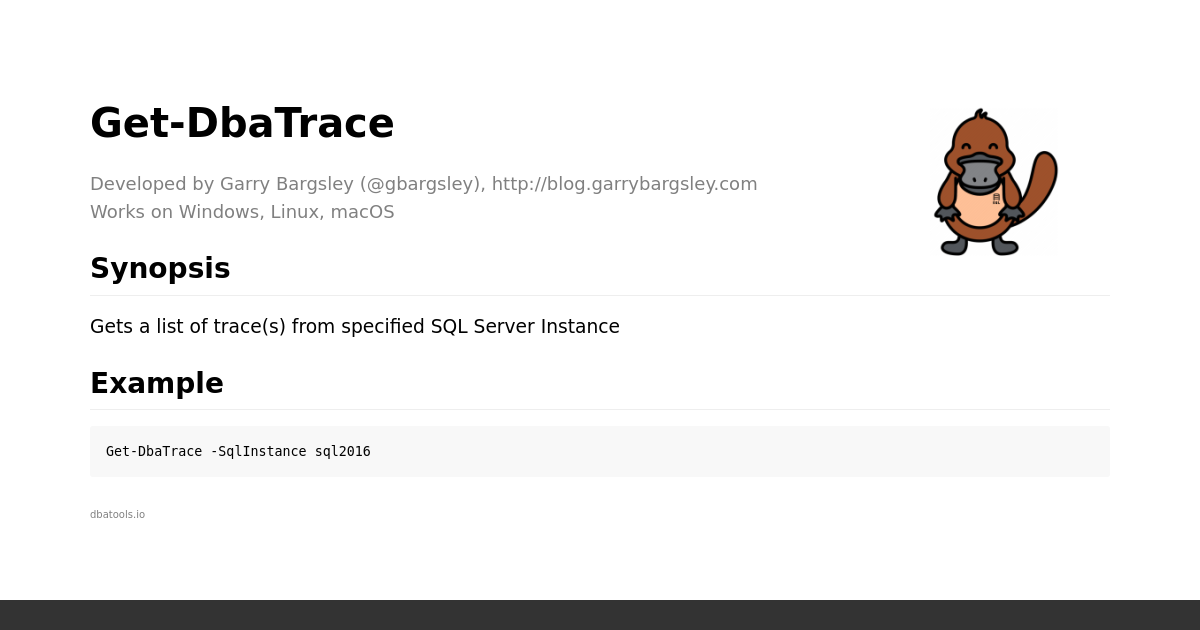 Get-DbaTrace
Developed by Garry Bargsley (@gbargsley), http://blog.garrybargsley.com
Works on Windows, Linux, macOS
Synopsis
Gets a list of trace(s) from specified SQL Server Instance
Example
Get-DbaTrace -SqlInstance sql2016
dbatools.io